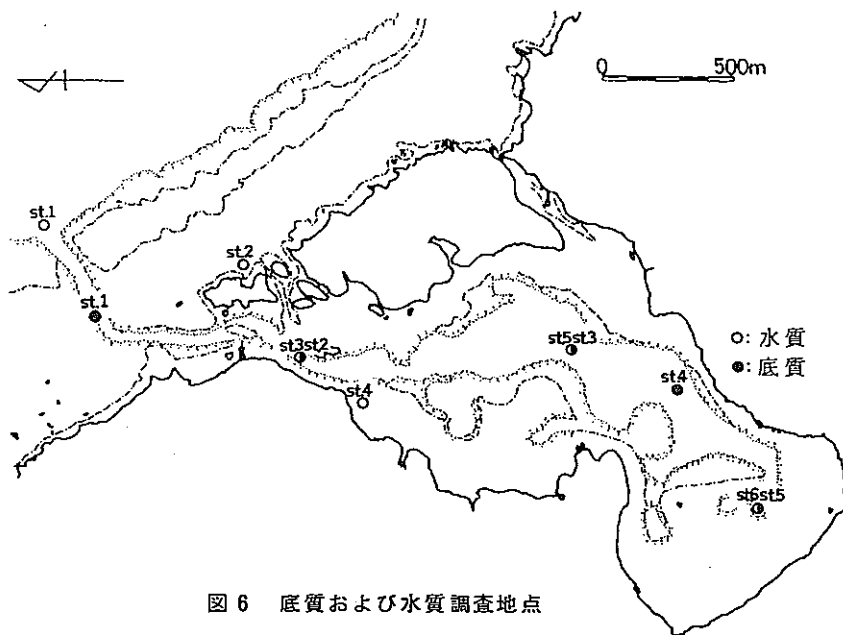 0 500m
st.1
st.2
st.1
st3st2
st5st3
○：水質
●：底質
st4
st4
st6st5
図 6 底質および水質調査地点